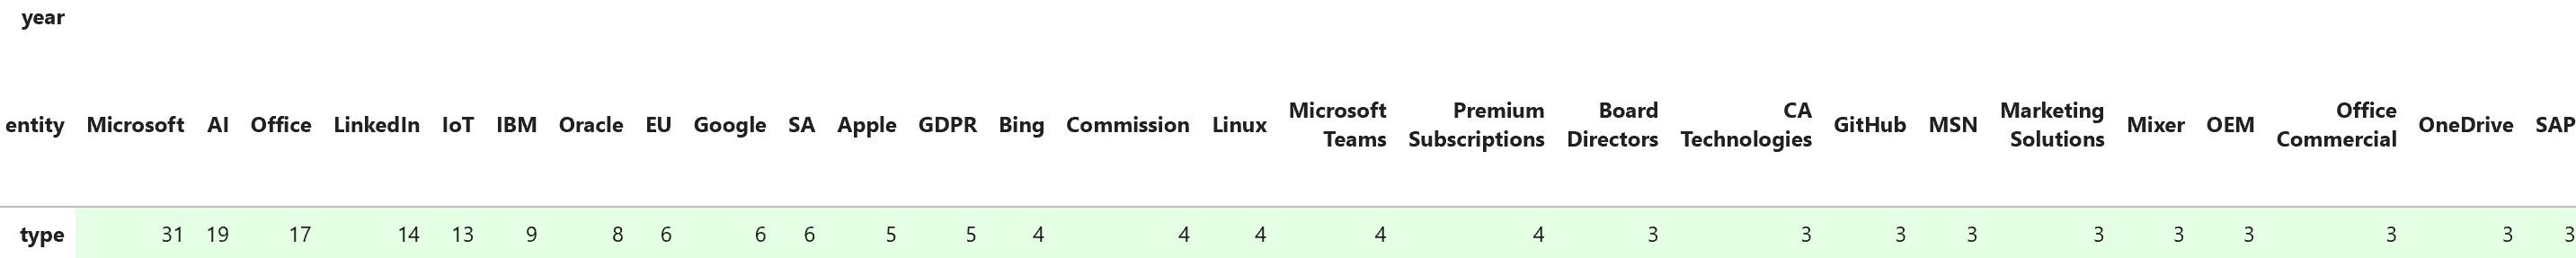 year
entity Microsoft AI Office LinkedIn IoT IBM Oracle EU Google SA Apple GDPR Bing Commission Linux Microsoft Teams Premium Subscriptions Board Directors CA Technologies GitHub MSN Marketing Solutions Mixer OEM Office Commercial OneDrive SAP
type 31 19 17 14 13 9 8 6 6 6 5 5 4 4 4 4 4 3 3 3 3 3 3 3 3 3 3